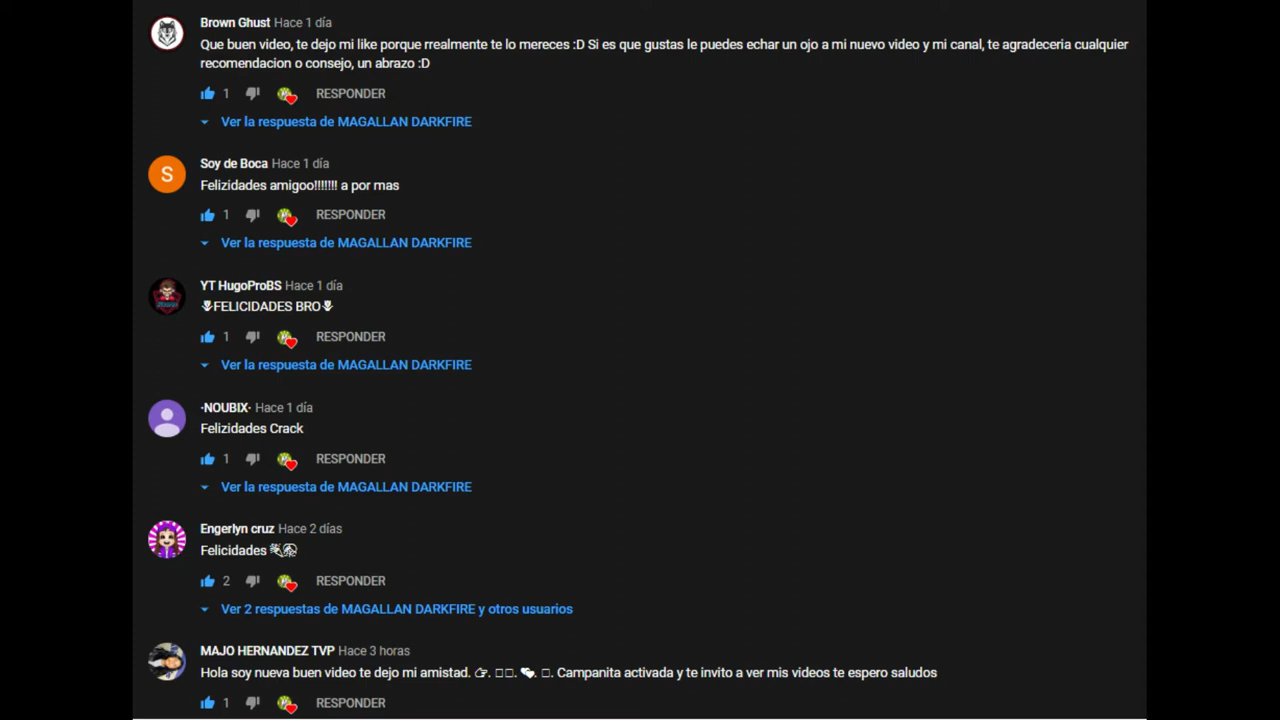 Brown Ghust Hace 1 día
Que buen video, te dejo mi like porque rrealmente te lo mereces :D Si es que gustas le puedes echar un ojo a mi nuevo video y mi canal, te agradeceria cualquier
recomendacion o consejo, un abrazo :D
1 RESPONDER
Ver la respuesta de MAGALLAN DARKFIRE
S
Soy de Boca Hace 1 día
Felizidades amigoo!!!!!!! a por mas
1 RESPONDER
Ver la respuesta de MAGALLAN DARKFIRE
YT HugoProBS Hace 1 día
🌷FELICIDADES BRO🌷
1 RESPONDER
Ver la respuesta de MAGALLAN DARKFIRE
·NOUBIX· Hace 1 día
Felizidades Crack
1 RESPONDER
Ver la respuesta de MAGALLAN DARKFIRE
Engerlyn cruz Hace 2 días
Felicidades
2 RESPONDER
Ver 2 respuestas de MAGALLAN DARKFIRE y otros usuarios
MAJO HERNANDEZ TVP Hace 3 horas
Hola soy nueva buen video te dejo mi amistad. 👉. □□. 💕. □. Campanita activada y te invito a ver mis videos te espero saludos
1 RESPONDER